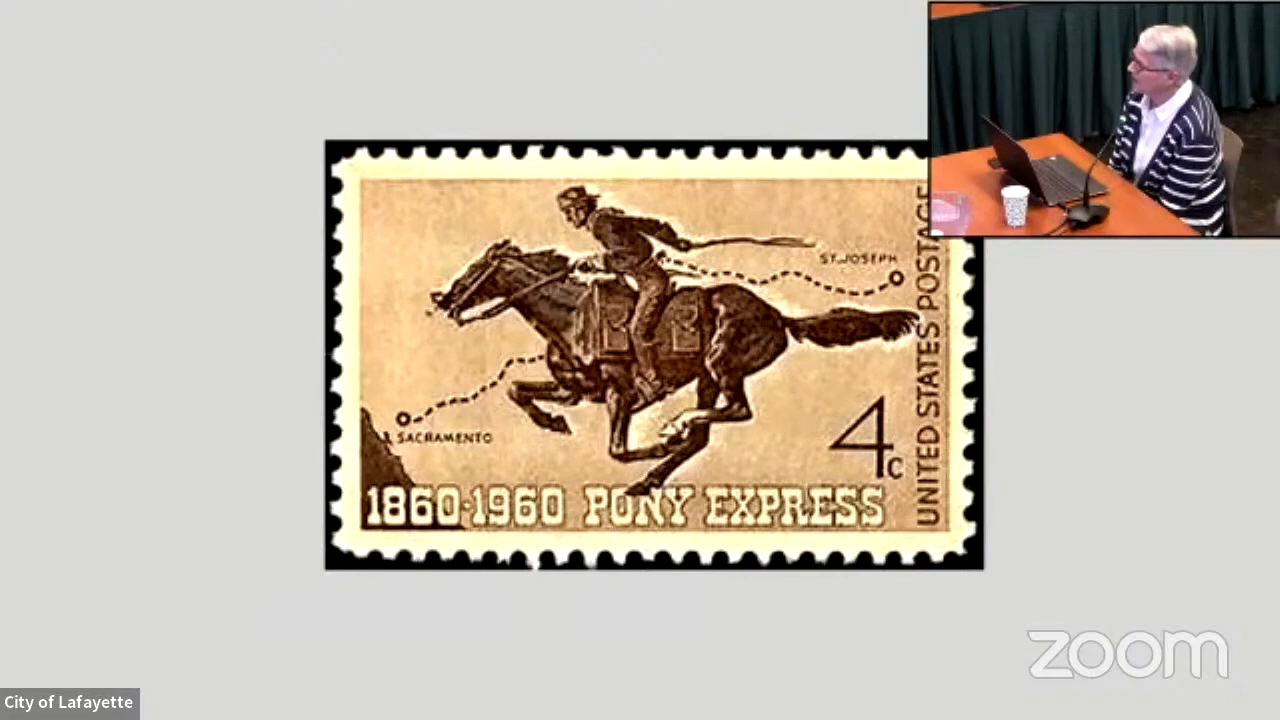 ST. JOSEPH
SACRAMENTO
4c
1860-1960 PONY EXPRESS
UNITED STATES POSTAGE
zoom
City of Lafayette